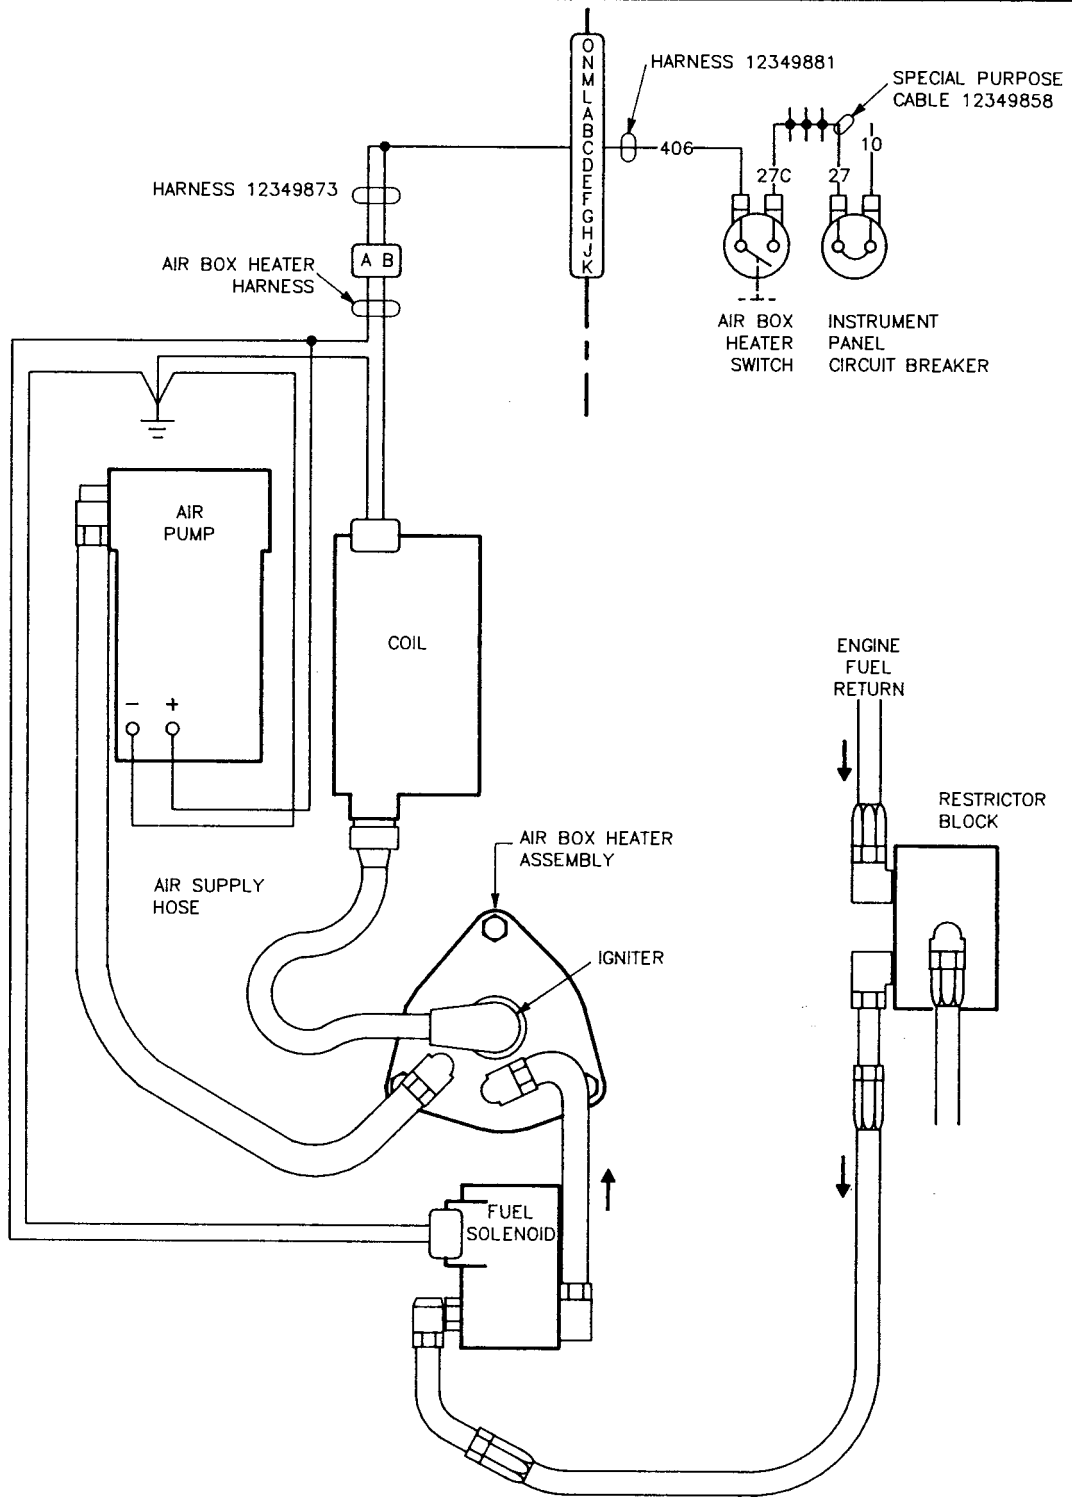 O
N
M
L
A
B
C
D
E
F
G
H
J
K
HARNESS 12349881
SPECIAL PURPOSE
CABLE 12349858
406
10
27C
27
HARNESS 12349873
A B
AIR BOX HEATER
HARNESS
AIR BOX
HEATER
SWITCH
INSTRUMENT
PANEL
CIRCUIT BREAKER
AIR
PUMP
- +
COIL
ENGINE
FUEL
RETURN
RESTRICTOR
BLOCK
AIR BOX HEATER
ASSEMBLY
AIR SUPPLY
HOSE
IGNITER
FUEL
SOLENOID